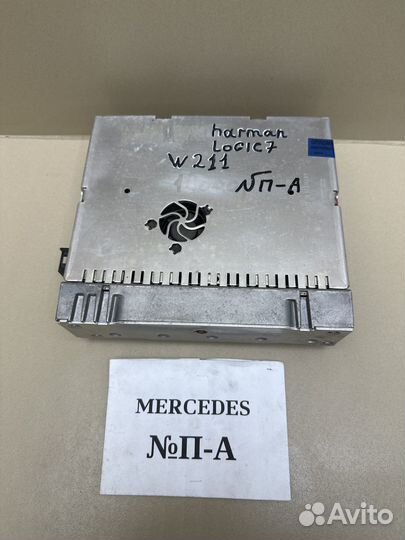 harman
LOGIC7
W211
№П-А
MERCEDES
№П-А
Avito